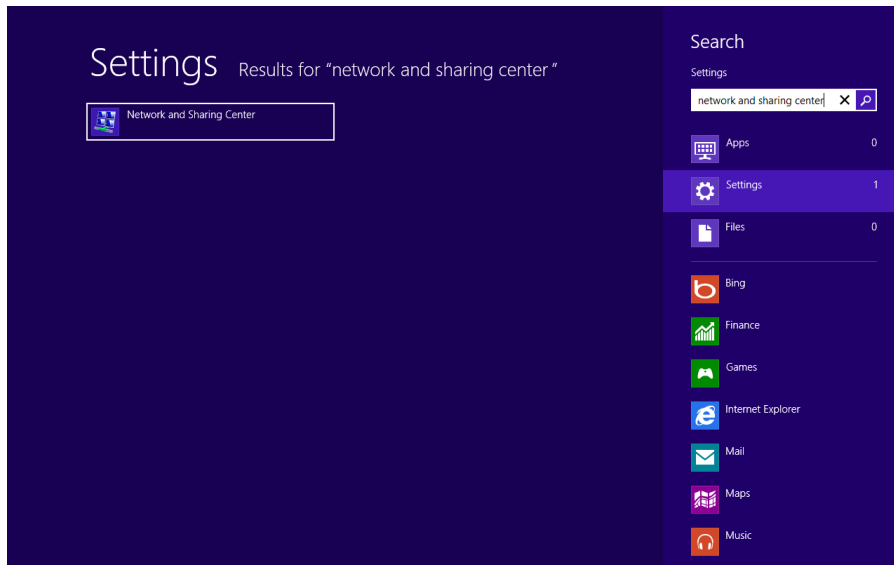 Settings Results for “network and sharing center ”
Network and Sharing Center
Search
Settings
network and sharing center
Apps 0
Settings 1
Files 0
Bing
Finance
Games
Internet Explorer
Mail
Maps
Music